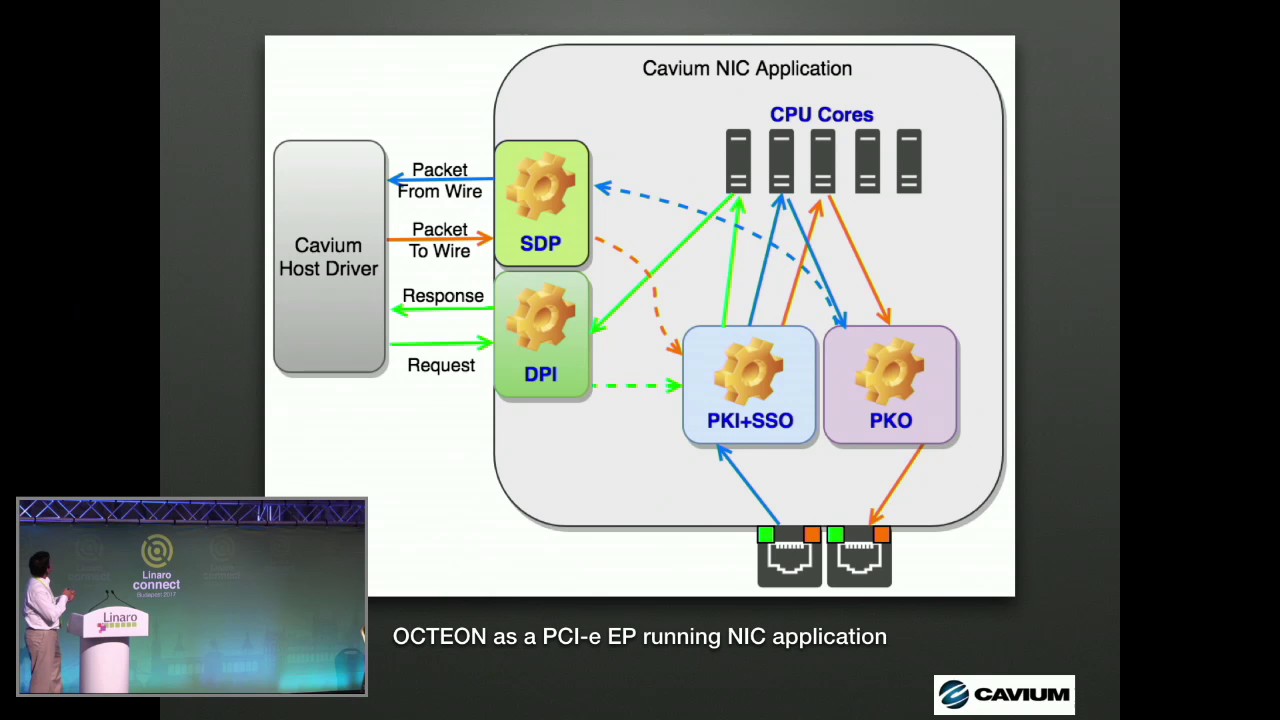 Cavium NIC Application
CPU Cores
Packet
From Wire
Packet
To Wire
SDP
Cavium
Host Driver
Response
Request
DPI
PKI+SSO
PKO
Linaro
connect
Budapest 2017
Linaro
OCTEON as a PCI-e EP running NIC application
CAVIUM